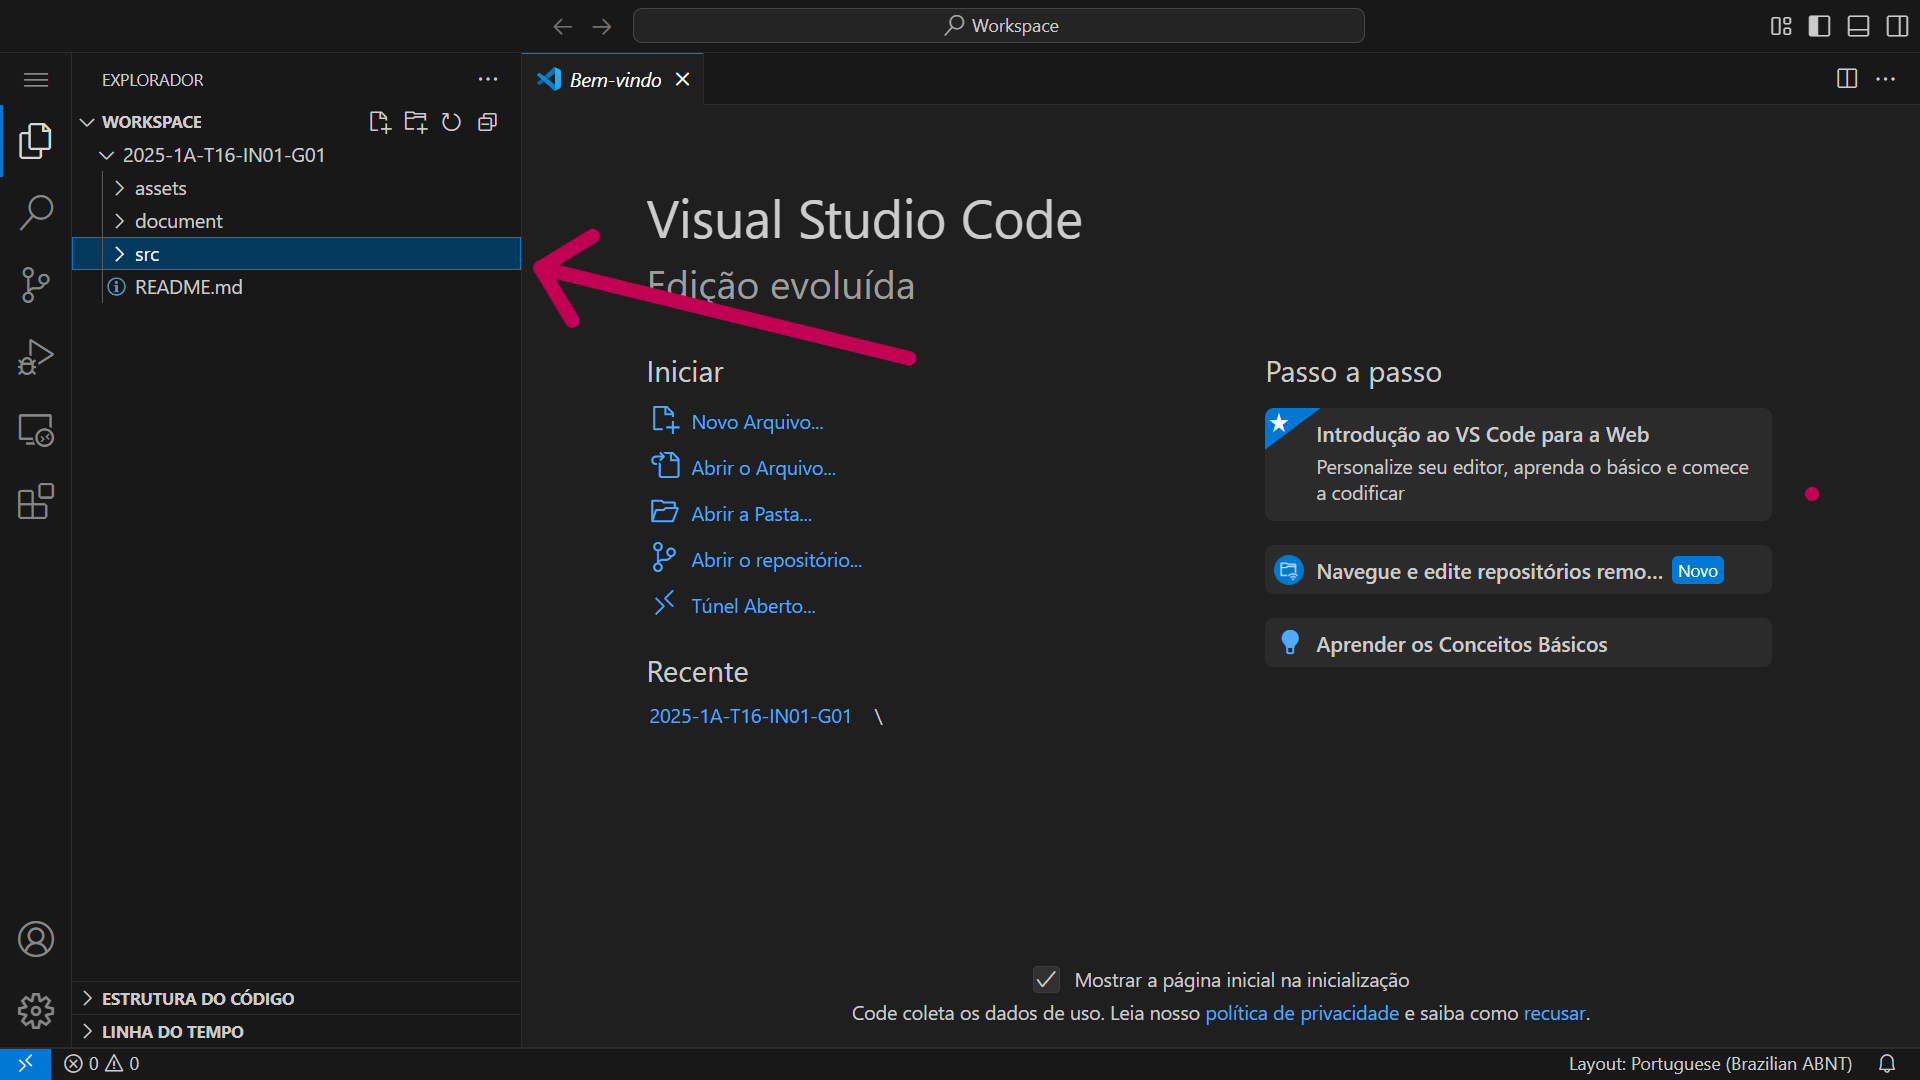 Workspace
EXPLORADOR
WORKSPACE
2025-1A-T16-IN01-G01
assets
document
src
README.md
ESTRUTURA DO CÓDIGO
LINHA DO TEMPO
Bem-vindo
Visual Studio Code
Edição evoluída
Iniciar
Novo Arquivo...
Abrir o Arquivo...
Abrir a Pasta...
Abrir o repositório...
Túnel Aberto...
Recente
2025-1A-T16-IN01-G01 \
Passo a passo
Introdução ao VS Code para a Web
Personalize seu editor, aprenda o básico e comece
a codificar
Navegue e edite repositórios remo... Novo
Aprender os Conceitos Básicos
Mostrar a página inicial na inicialização
Code coleta os dados de uso. Leia nosso política de privacidade e saiba como recusar.
0 0
Layout: Portuguese (Brazilian ABNT)